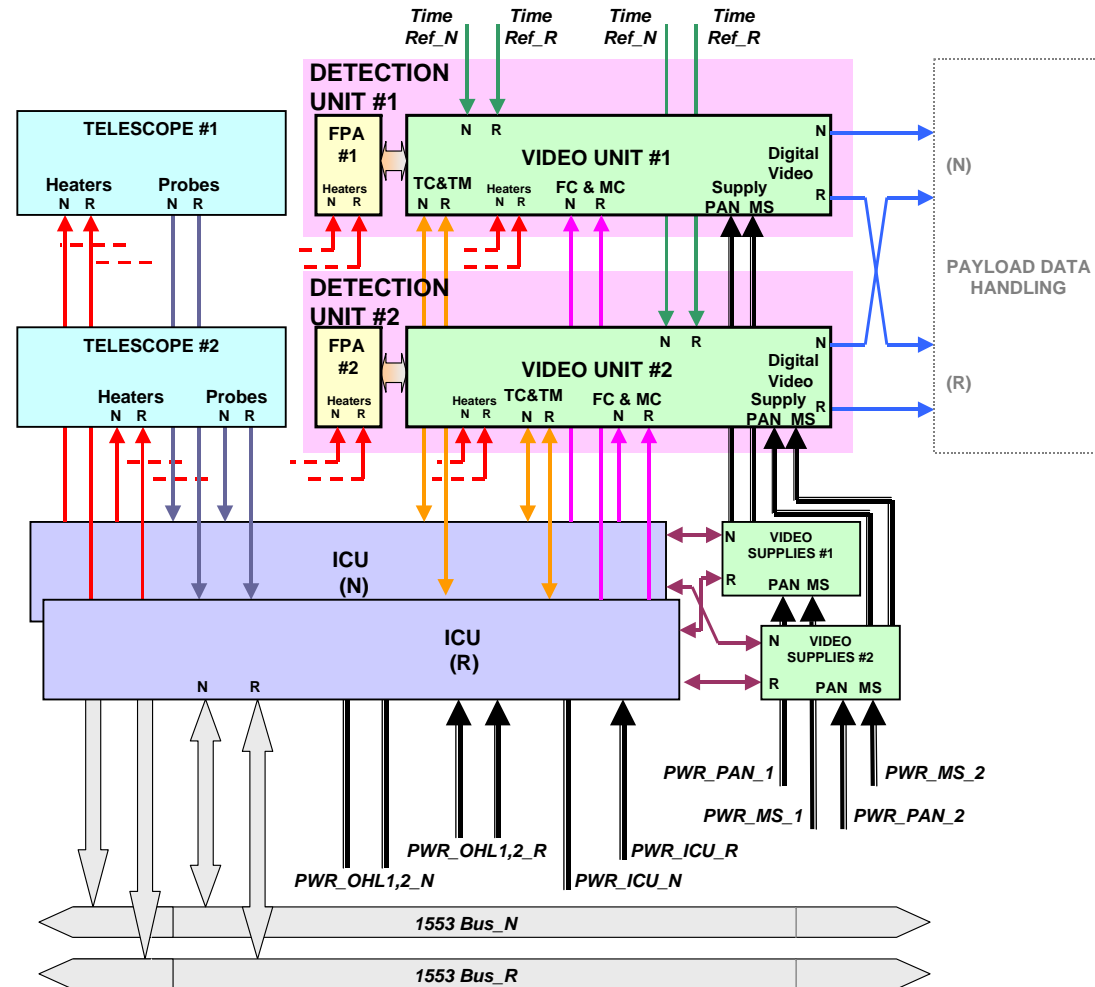 Time
Ref_N
Time
Ref_R
Time
Ref_N
Time
Ref_R
DETECTION
UNIT #1
TELESCOPE #1
Heaters
N R
Probes
N R
FPA
#1
Heaters
N R
N R
VIDEO UNIT #1
TC&TM
N R
Heaters
N R
FC & MC
N R
Supply
PAN MS
Digital
Video
N
R
(N)
PAYLOAD DATA
HANDLING
(R)
DETECTION
UNIT #2
TELESCOPE #2
Heaters
N R
Probes
N R
FPA
#2
Heaters
N R
N R
VIDEO UNIT #2
Heaters
N R
TC&TM
N R
FC & MC
N R
Digital
Video
Supply
PAN MS
N
R
ICU
(N)
ICU
(R)
N R
N
R
VIDEO
SUPPLIES #1
PAN MS
N
R
VIDEO
SUPPLIES #2
PAN MS
PWR_PAN_1
PWR_MS_2
PWR_MS_1
PWR_PAN_2
PWR_OHL1,2_R
PWR_ICU_R
PWR_OHL1,2_N
PWR_ICU_N
1553 Bus_N
1553 Bus_R